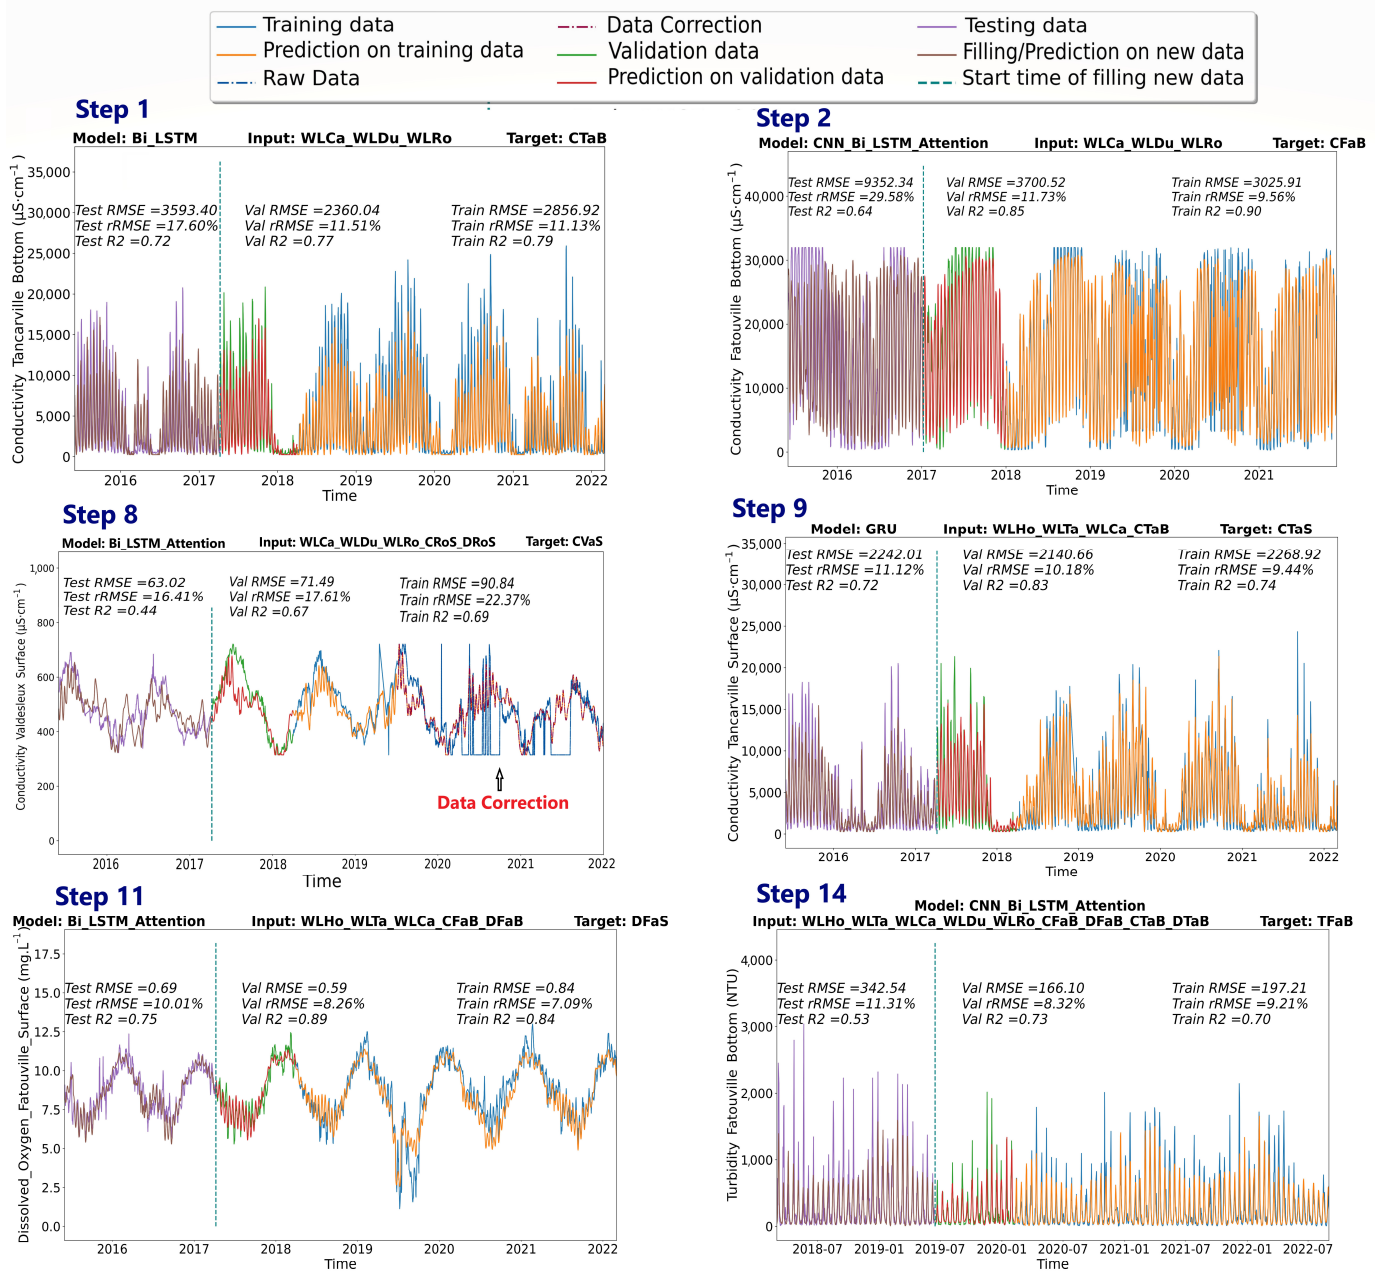 Training data
Data Correction
Testing data
Prediction on training data
Validation data
Filling/Prediction on new data
Raw Data
Prediction on validation data
Start time of filling new data
Step 1
Model: Bi_LSTM Input: WLCa_WLDu_WLRo Target: CTaB
Conductivity Tancarville Bottom (µS·cm⁻¹)
35,000
30,000
25,000
20,000
15,000
10,000
5,000
0
Test RMSE =3593.40 Val RMSE =2360.04 Train RMSE =2856.92
Test rRMSE =17.60% Val rRMSE =11.51% Train rRMSE =11.13%
Test R2 =0.72 Val R2 =0.77 Train R2 =0.79
2016 2017 2018 2019 2020 2021 2022
Time
Step 2
Model: CNN_Bi_LSTM_Attention Input: WLCa_WLDu_WLRo Target: CFaB
Conductivity Fatouville Bottom (µS·cm⁻¹)
40,000
30,000
20,000
10,000
0
Test RMSE =9352.34 Val RMSE =3700.52 Train RMSE =3025.91
Test rRMSE =29.58% Val rRMSE =11.73% Train rRMSE =9.56%
Test R2 =0.64 Val R2 =0.85 Train R2 =0.90
2016 2017 2018 2019 2020 2021
Time
Step 8
Model: Bi_LSTM_Attention Input: WLCa_WLDu_WLRo_CRoS_DRoS Target: CVaS
Conductivity Valdesleux Surface (µS·cm⁻¹)
1,000
800
600
400
200
0
Test RMSE =63.02 Val RMSE =71.49 Train RMSE =90.84
Test rRMSE =16.41% Val rRMSE =17.61% Train rRMSE =22.37%
Test R2 =0.44 Val R2 =0.67 Train R2 =0.69
Data Correction
2016 2017 2018 2019 2020 2021 2022
Time
Step 9
Model: GRU Input: WLHo_WLTa_WLCa_CTaB Target: CTaS
Conductivity Tancarville Surface (µS·cm⁻¹)
35,000
30,000
25,000
20,000
15,000
10,000
5,000
0
Test RMSE =2242.01 Val RMSE =2140.66 Train RMSE =2268.92
Test rRMSE =11.12% Val rRMSE =10.18% Train rRMSE =9.44%
Test R2 =0.72 Val R2 =0.83 Train R2 =0.74
2016 2017 2018 2019 2020 2021 2022
Time
Step 11
Model: Bi_LSTM_Attention Input: WLHo_WLTa_WLCa_CFaB_DFaB Target: DFaS
Dissolved_Oxygen_Fatouville_Surface (mg.L⁻¹)
17.5
15.0
12.5
10.0
7.5
5.0
2.5
0.0
Test RMSE =0.69 Val RMSE =0.59 Train RMSE =0.84
Test rRMSE =10.01% Val rRMSE =8.26% Train rRMSE =7.09%
Test R2 =0.75 Val R2 =0.89 Train R2 =0.84
2016 2017 2018 2019 2020 2021 2022
Time
Step 14
Model: CNN_Bi_LSTM_Attention
Input: WLHo_WLTa_WLCa_WLDu_WLRo_CFaB_DFaB_CTaB_DTaB Target: TFaB
Turbidity Fatouville Bottom (NTU)
4,000
3,000
2,000
1,000
0
Test RMSE =342.54 Val RMSE =166.10 Train RMSE =197.21
Test rRMSE =11.31% Val rRMSE =8.32% Train rRMSE =9.21%
Test R2 =0.53 Val R2 =0.73 Train R2 =0.70
2018-07 2019-01 2019-07 2020-01 2020-07 2021-01 2021-07 2022-01 2022-07
Time